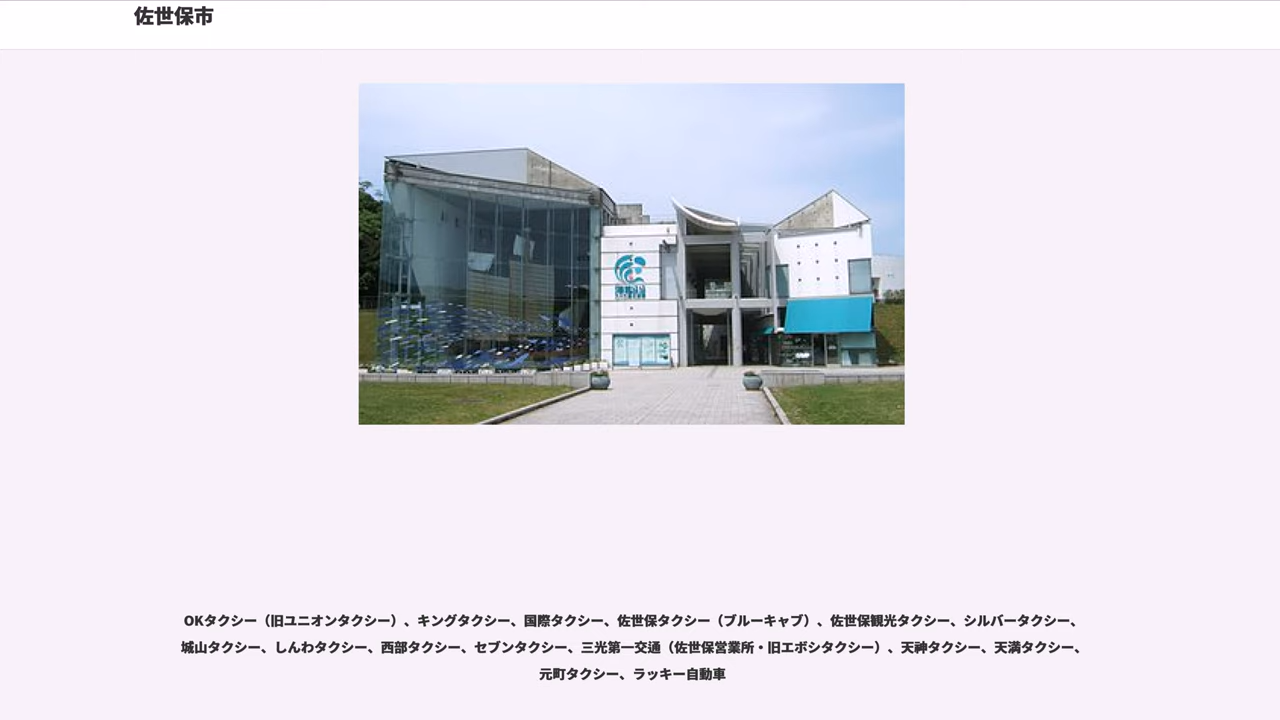 佐世保市
OKタクシー（旧ユニオンタクシー）、キングタクシー、国際タクシー、佐世保タクシー（ブルーキャブ）、佐世保観光タクシー、シルバータクシー、
城山タクシー、しんわタクシー、西部タクシー、セブンタクシー、三光第一交通（佐世保営業所・旧エボシタクシー）、天神タクシー、天満タクシー、
元町タクシー、ラッキー自動車